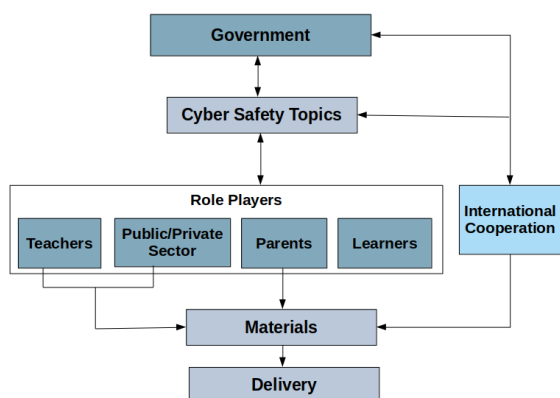 Government
Cyber Safety Topics
Role Players
Teachers
Public/Private
Sector
Parents
Learners
International
Cooperation
Materials
Delivery